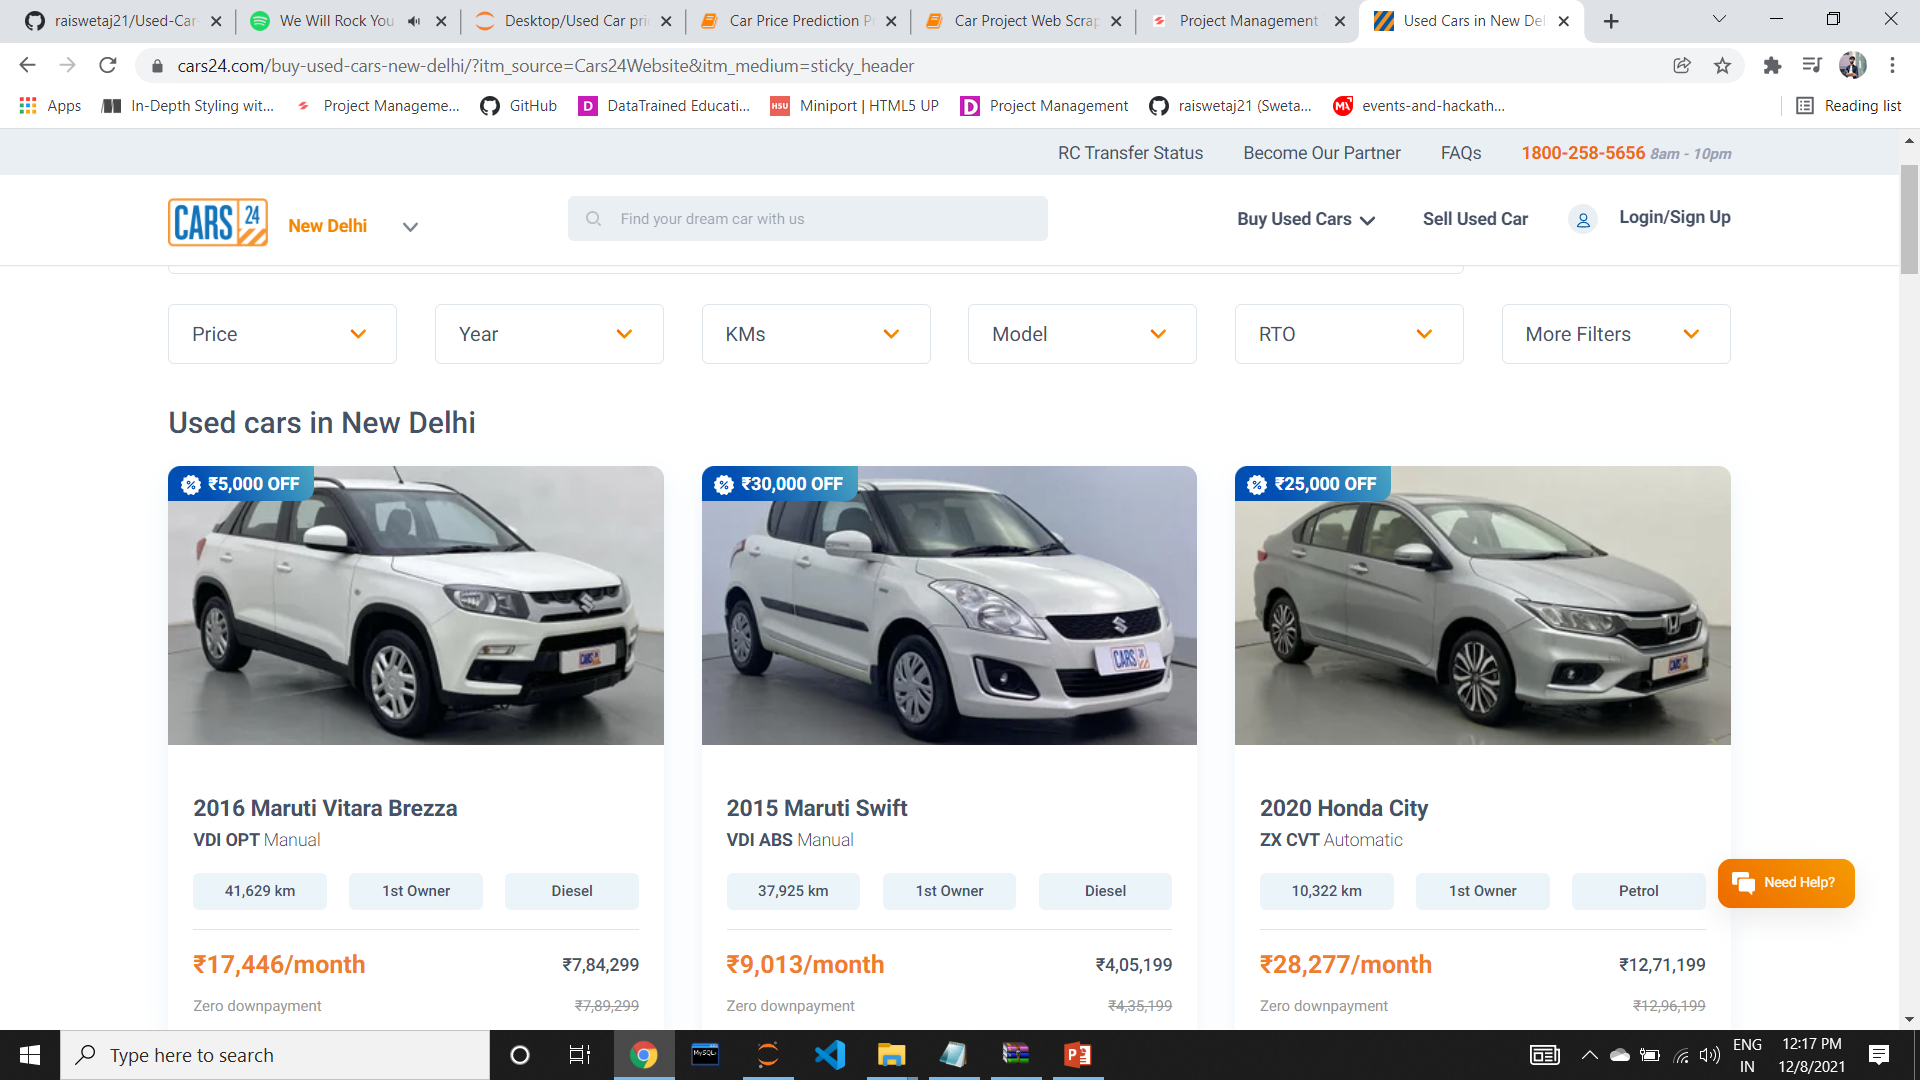 raiswetaj21/Used-Car-
We Will Rock You
Desktop/Used Car pri
Car Price Prediction P
Car Project Web Scrap
Project Management
Used Cars in New Del
cars24.com/buy-used-cars-new-delhi/?itm_source=Cars24Website&itm_medium=sticky_header
Apps
In-Depth Styling wit...
Project Manageme...
GitHub
DataTrained Educati...
HSU Miniport | HTML5 UP
Project Management
raiswetaj21 (Sweta...
events-and-hackath...
Reading list
RC Transfer Status
Become Our Partner
FAQs
1800-258-5656 8am - 10pm
CARS 24
New Delhi
Find your dream car with us
Buy Used Cars
Sell Used Car
Login/Sign Up
Price
Year
KMs
Model
RTO
More Filters
Used cars in New Delhi
₹5,000 OFF
₹30,000 OFF
₹25,000 OFF
CARS 24
CARS 24
CARS 24
2016 Maruti Vitara Brezza
2015 Maruti Swift
2020 Honda City
VDI OPT Manual
VDI ABS Manual
ZX CVT Automatic
41,629 km
1st Owner
Diesel
37,925 km
1st Owner
Diesel
10,322 km
1st Owner
Petrol
Need Help?
₹17,446/month
₹7,84,299
₹9,013/month
₹4,05,199
₹28,277/month
₹12,71,199
Zero downpayment
₹7,89,299
Zero downpayment
₹4,35,199
Zero downpayment
₹12,96,199
Type here to search
MySQL
ENG
IN
12:17 PM
12/8/2021